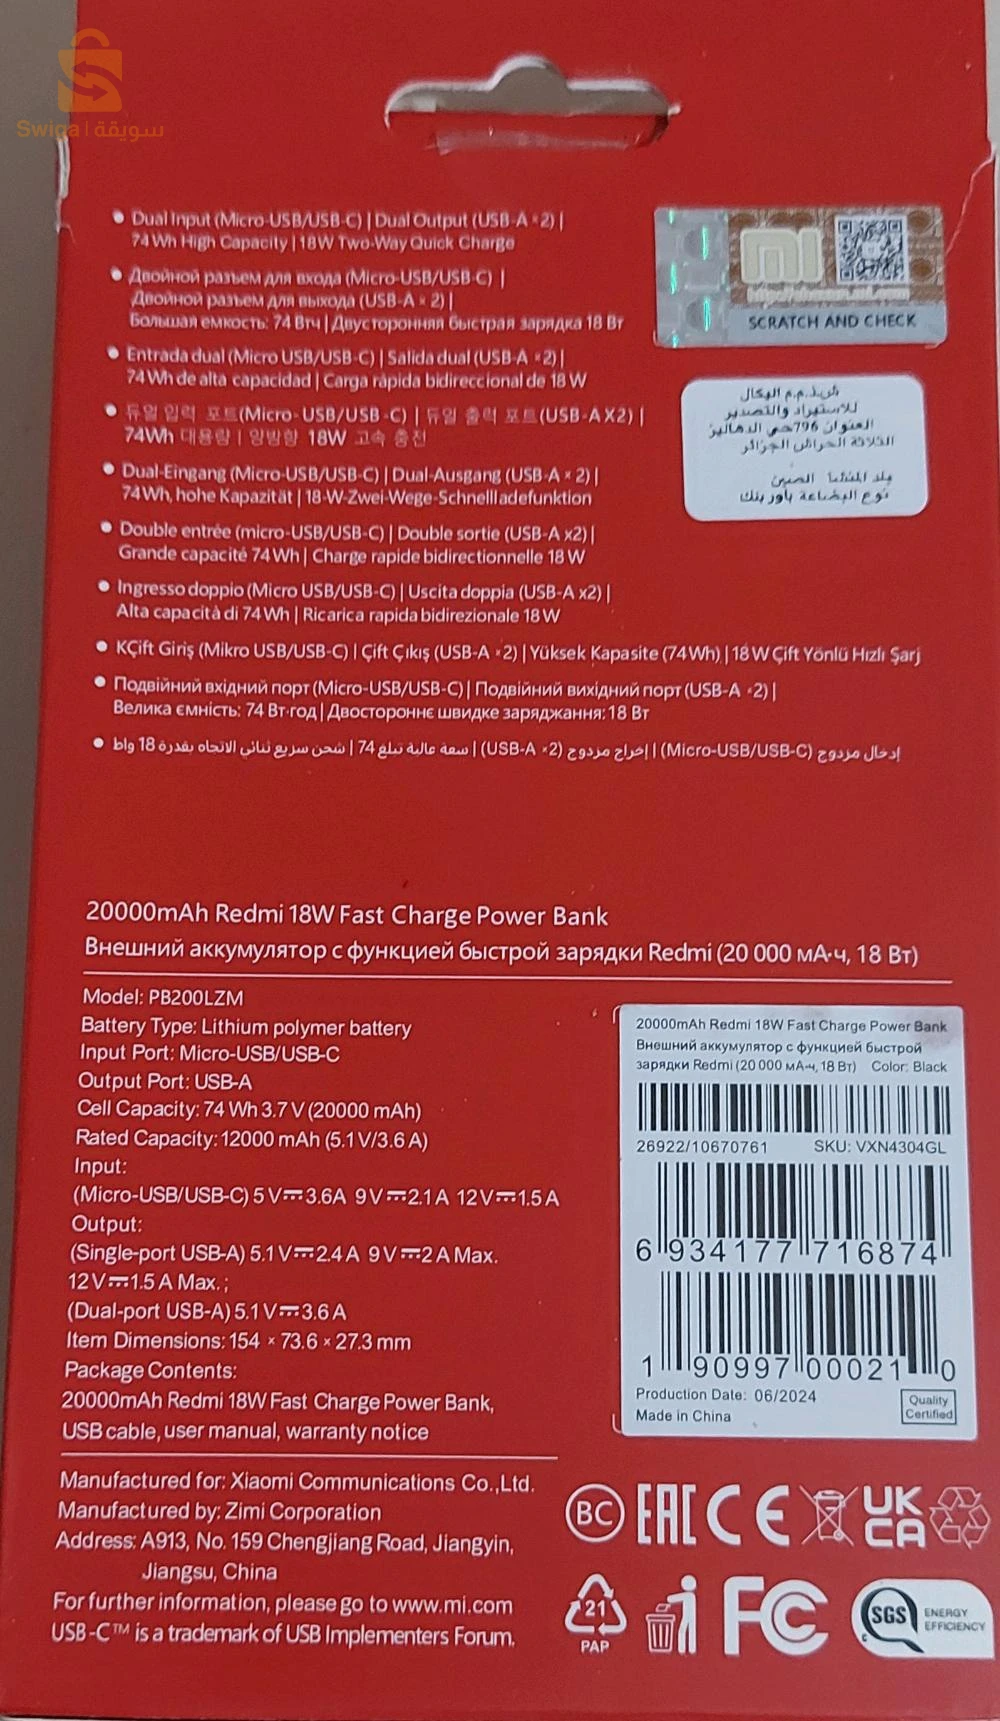 Swiqa | سويقة
Dual Input (Micro-USB/USB-C) | Dual Output (USB-A × 2) |
74 Wh High Capacity | 18W Two-Way Quick Charge
Двойной разъем для входа (Micro-USB/USB-C) |
Двойной разъем для выхода (USB-A × 2) |
Большая емкость: 74 Втч | Двусторонняя быстрая зарядка 18 Вт
Entrada dual (Micro USB/USB-C) | Salida dual (USB-A × 2) |
74 Wh de alta capacidad | Carga rápida bidireccional de 18 W
듀얼 입력 포트(Micro-USB/USB-C) | 듀얼 출력 포트(USB-A X2) |
74Wh 대용량 | 양방향 18W 고속 충전
Dual-Eingang (Micro-USB/USB-C) | Dual-Ausgang (USB-A × 2) |
74 Wh, hohe Kapazität | 18-W-Zwei-Wege-Schnellladefunktion
Double entrée (micro-USB/USB-C) | Double sortie (USB-A x2) |
Grande capacité 74 Wh | Charge rapide bidirectionnelle 18 W
Ingresso doppio (Micro USB/USB-C) | Uscita doppia (USB-A x2) |
Alta capacità di 74 Wh | Ricarica rapida bidirezionale 18 W
KÇift Giriş (Mikro USB/USB-C) | Çift Çıkış (USB-A × 2) | Yüksek Kapasite (74 Wh) | 18 W Çift Yönlü Hızlı Şarj
Подвійний вхідний порт (Micro-USB/USB-C) | Подвійний вихідний порт (USB-A × 2) |
Велика ємність: 74 Вт·год | Двостороннє швидке заряджання: 18 Вт
إدخال مزدوج (Micro-USB/USB-C) | إخراج مزدوج (USB-A ×2) | سعة عالية تبلغ 74 | شحن سريع ثنائي الاتجاه بقدرة 18 واط
mi
SCRATCH AND CHECK
ش.ذ.م.م الهكال
للاستيراد والتصدير
العنوان 796حي الدهاليز
الثلاثة الحراش الجزائر
بلد المنشأ الصين
نوع البضاعة باور بنك
20000mAh Redmi 18W Fast Charge Power Bank
Внешний аккумулятор с функцией быстрой зарядки Redmi (20 000 мА·ч, 18 Вт)
Model: PB200LZM
Battery Type: Lithium polymer battery
Input Port: Micro-USB/USB-C
Output Port: USB-A
Cell Capacity: 74 Wh 3.7 V (20000 mAh)
Rated Capacity: 12000 mAh (5.1 V/3.6 A)
Input:
(Micro-USB/USB-C) 5 V⎓3.6A 9 V⎓2.1 A 12 V⎓1.5 A
Output:
(Single-port USB-A) 5.1 V⎓2.4 A 9 V⎓2 A Max.
12 V⎓1.5 A Max. ;
(Dual-port USB-A) 5.1 V⎓3.6 A
Item Dimensions: 154 × 73.6 × 27.3 mm
Package Contents:
20000mAh Redmi 18W Fast Charge Power Bank,
USB cable, user manual, warranty notice
20000mAh Redmi 18W Fast Charge Power Bank
Внешний аккумулятор с функцией быстрой
зарядки Redmi (20 000 мА·ч, 18 Вт) Color: Black
26922/10670761 SKU: VXN4304GL
6 934177 716874
1 90997 00021 0
Production Date: 06/2024
Made in China
Quality
Certified
Manufactured for: Xiaomi Communications Co.,Ltd.
Manufactured by: Zimi Corporation
Address: A913, No. 159 Chengjiang Road, Jiangyin,
Jiangsu, China
For further information, please go to www.mi.com
USB-C™ is a trademark of USB Implementers Forum.
BC EAC CE UK
CA
21
PAP
FC
SGS ENERGY
EFFICIENCY